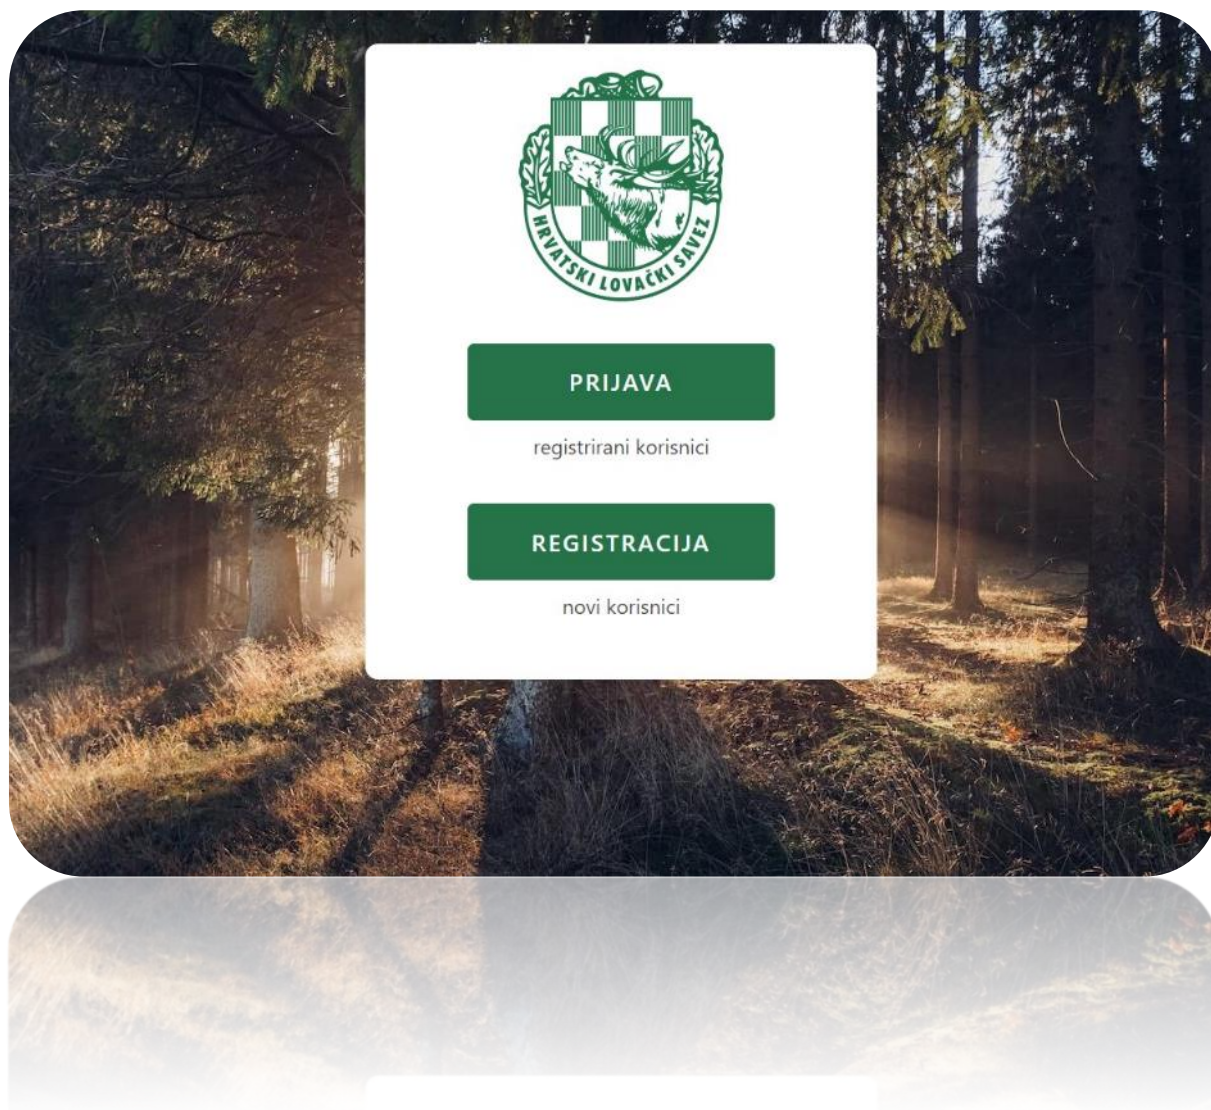 HRVATSKI LOVAČKI SAVEZ
PRIJAVA
registrirani korisnici
REGISTRACIJA
novi korisnici